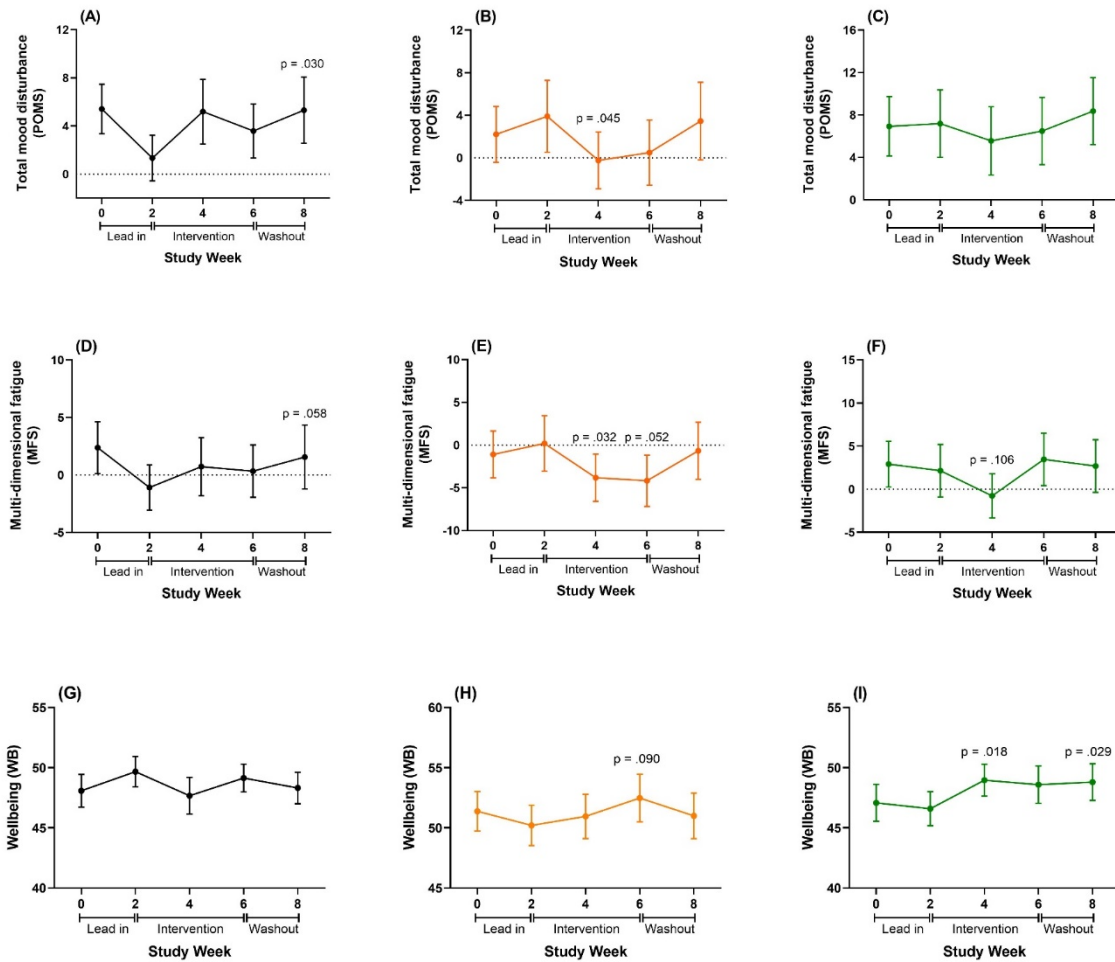 (A)
Total mood disturbance
(POMS)
12
8
4
0
p = .030
0 2 4 6 8
Lead in Intervention Washout
Study Week
(B)
Total mood disturbance
(POMS)
12
8
4
0
-4
p = .045
0 2 4 6 8
Lead in Intervention Washout
Study Week
(C)
Total mood disturbance
(POMS)
16
12
8
4
0
0 2 4 6 8
Lead in Intervention Washout
Study Week
(D)
Multi-dimensional fatigue
(MFS)
10
5
0
-5
p = .058
0 2 4 6 8
Lead in Intervention Washout
Study Week
(E)
Multi-dimensional fatigue
(MFS)
10
5
0
-5
-10
p = .032 p = .052
0 2 4 6 8
Lead in Intervention Washout
Study Week
(F)
Multi-dimensional fatigue
(MFS)
15
10
5
0
-5
p = .106
0 2 4 6 8
Lead in Intervention Washout
Study Week
(G)
Wellbeing (WB)
55
50
45
40
0 2 4 6 8
Lead in Intervention Washout
Study Week
(H)
Wellbeing (WB)
60
55
50
45
p = .090
0 2 4 6 8
Lead in Intervention Washout
Study Week
(I)
Wellbeing (WB)
55
50
45
40
p = .018 p = .029
0 2 4 6 8
Lead in Intervention Washout
Study Week